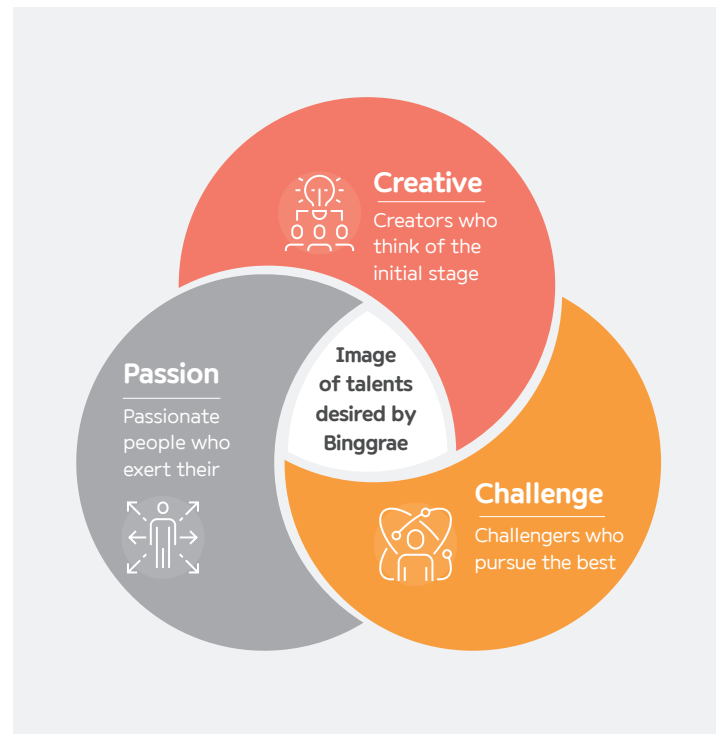 Creative
Creators who
think of the
initial stage
Image
of talents
desired by
Binggrae
Passion
Passionate
people who
exert their
Challenge
Challengers who
pursue the best